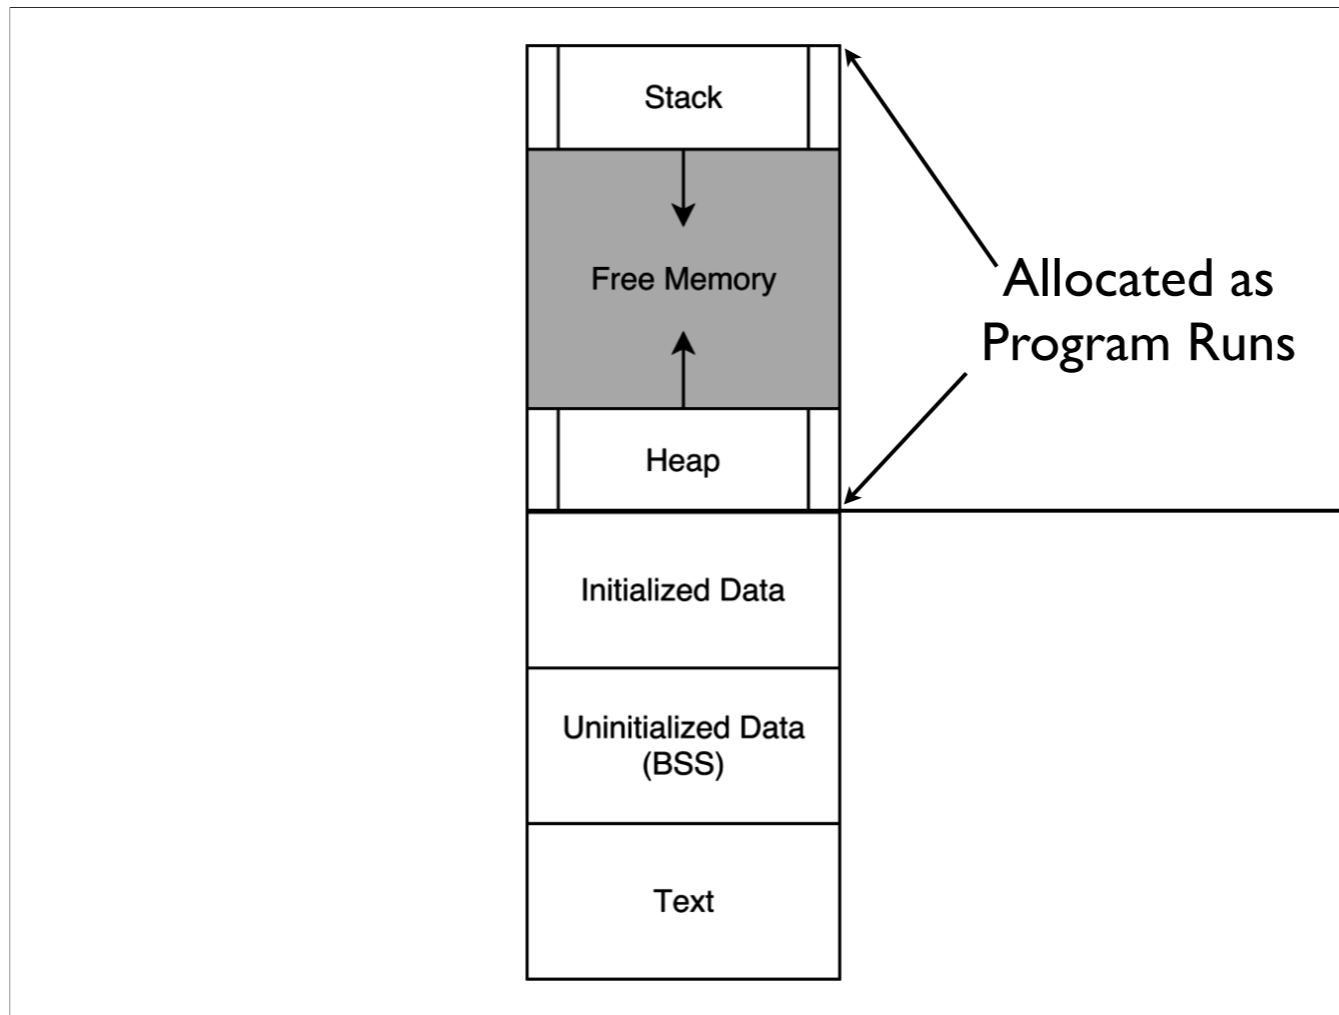 Stack
Free Memory
Allocated as
Program Runs
Heap
Initialized Data
Uninitialized Data
(BSS)
Text